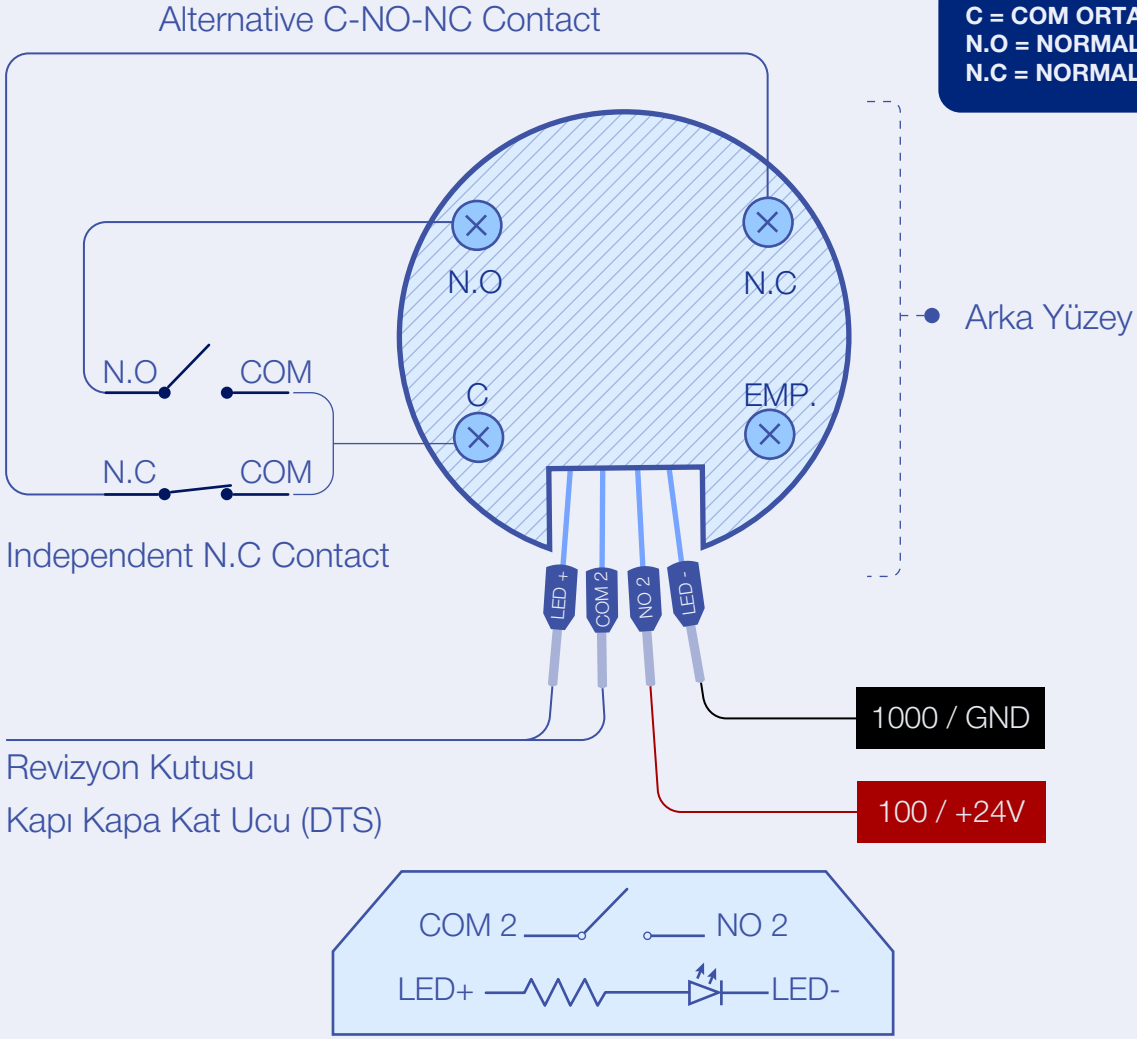 Alternative C-NO-NC Contact
C = COM ORTA
N.O = NORMAL
N.C = NORMAL
N.O
N.C
Arka Yüzey
N.O COM
C
EMP.
N.C COM
Independent N.C Contact
LED +
COM 2
NO 2
LED -
1000 / GND
Revizyon Kutusu
Kapı Kapa Kat Ucu (DTS)
100 / +24V
COM 2 NO 2
LED+ LED-